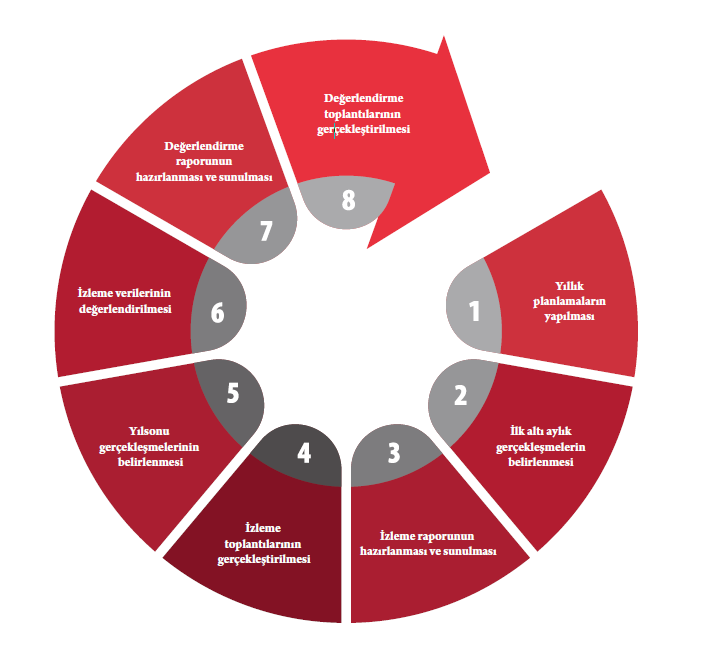 1
Yıllık
planlamaların
yapılması
2
İlk altı aylık
gerçekleşmelerin
belirlenmesi
3
İzleme raporunun
hazırlanması ve sunulması
4
İzleme
toplantılarının
gerçekleştirilmesi
5
Yılsonu
gerçekleşmelerinin
belirlenmesi
6
İzleme verilerinin
değerlendirilmesi
7
Değerlendirme
raporunun
hazırlanması ve sunulması
8
Değerlendirme
toplantılarının
gerçekleştirilmesi